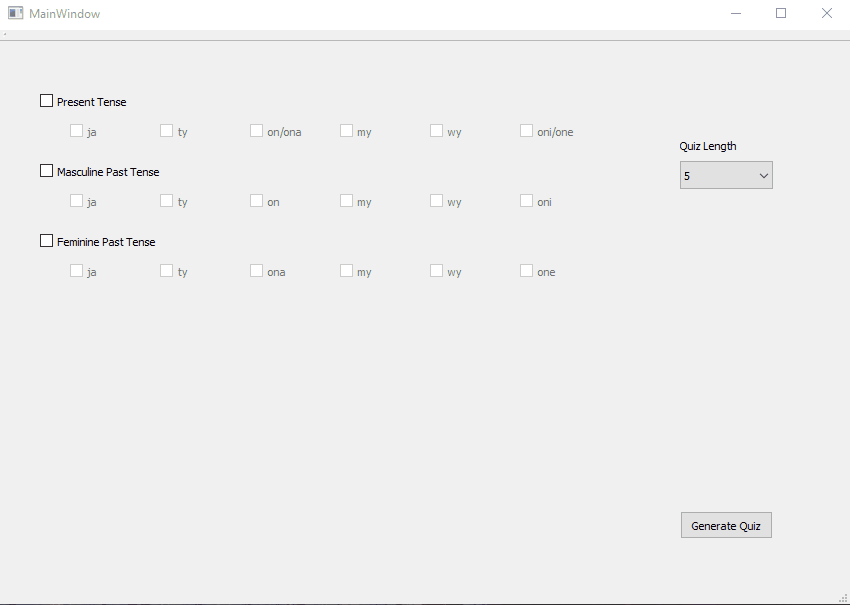 MainWindow
Present Tense
ja ty on/ona my wy oni/one
Quiz Length
5
Masculine Past Tense
ja ty on my wy oni
Feminine Past Tense
ja ty ona my wy one
Generate Quiz